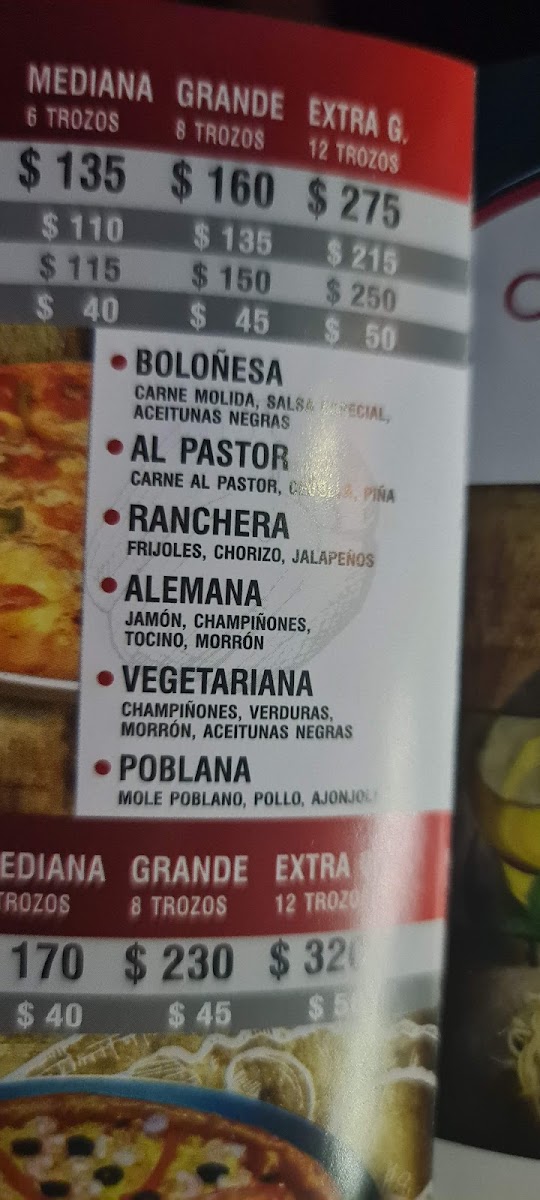 MEDIANA GRANDE EXTRA G.
6 TROZOS 8 TROZOS 12 TROZOS
$ 135 $ 160 $ 275
$ 110 $ 135 $ 215
$ 115 $ 150 $ 250
$ 40 $ 45 $ 50
• BOLOÑESA
CARNE MOLIDA, SALSA ESPECIAL,
ACEITUNAS NEGRAS
• AL PASTOR
CARNE AL PASTOR, PIÑA
• RANCHERA
FRIJOLES, CHORIZO, JALAPEÑOS
• ALEMANA
JAMÓN, CHAMPIÑONES,
TOCINO, MORRÓN
• VEGETARIANA
CHAMPIÑONES, VERDURAS,
MORRÓN, ACEITUNAS NEGRAS
• POBLANA
MOLE POBLANO, POLLO,
EDIANA GRANDE EXTRA
TROZOS 8 TROZOS 12
170 $ 230 $
$ 40 $ 45 $